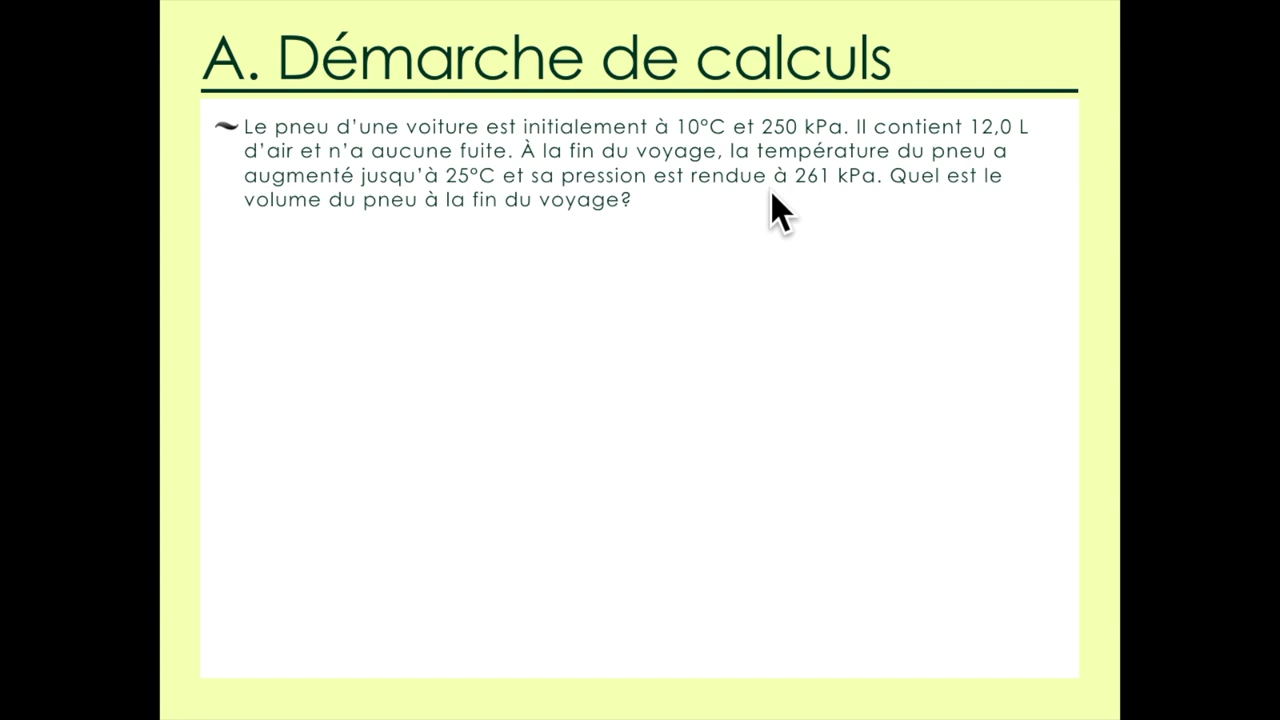 A. Démarche de calculs
Le pneu d’une voiture est initialement à 10°C et 250 kPa. Il contient 12,0 L
d’air et n’a aucune fuite. À la fin du voyage, la température du pneu a
augmenté jusqu’à 25°C et sa pression est rendue à 261 kPa. Quel est le
volume du pneu à la fin du voyage?